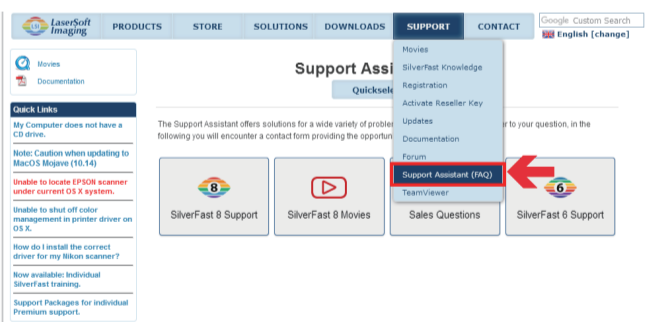 LaserSoft
Imaging
PRODUCTS
STORE
SOLUTIONS
DOWNLOADS
SUPPORT
CONTACT
Google Custom Search
English [change]
Movies
Documentation
Quick Links
My Computer does not have a
CD drive.
Note: Caution when updating to
MacOS Mojave (10.14)
Unable to locate EPSON scanner
under current OS X system.
Unable to shut off color
management in printer driver on
OS X.
How do I install the correct
driver for my Nikon scanner?
Now available: Individual
SilverFast training.
Support Packages for individual
Premium support.
Support Assi
Quicksele
The Support Assistant offers solutions for a wide variety of proble
er to your question, in the
following you will encounter a contact form providing the opportun
Movies
SilverFast Knowledge
Registration
Activate Reseller Key
Updates
Documentation
Forum
Support Assistant (FAQ)
TeamViewer
8
SilverFast 8 Support
SilverFast 8 Movies
Sales Questions
6
SilverFast 6 Support